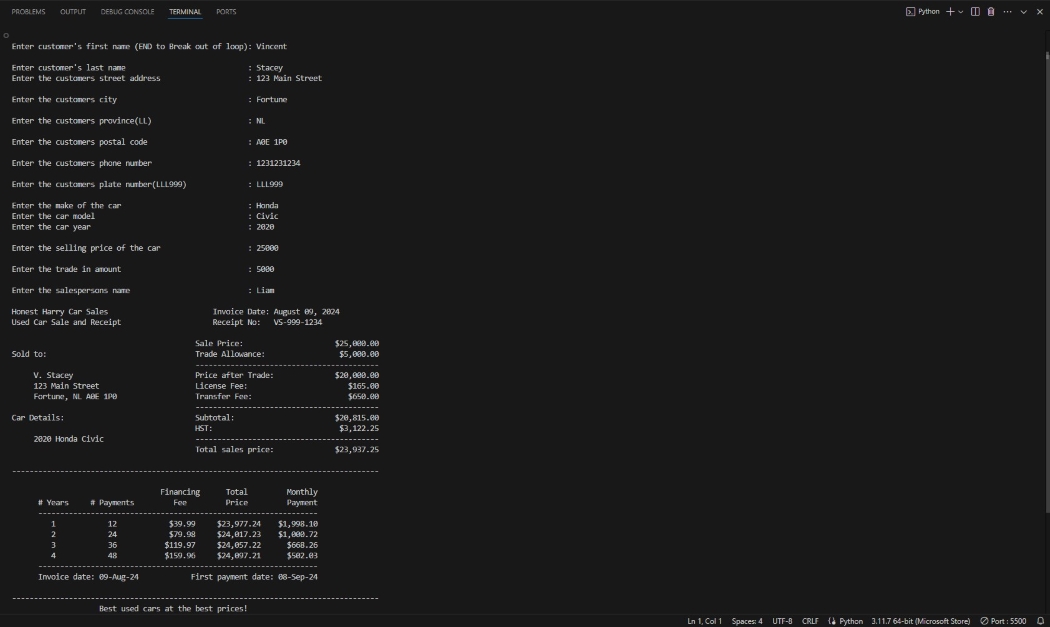 PROBLEMS OUTPUT DEBUG CONSOLE TERMINAL PORTS Python
Enter customer's first name (END to Break out of loop): Vincent
Enter customer's last name : Stacey
Enter the customers street address : 123 Main Street
Enter the customers city : Fortune
Enter the customers province(LL) : NL
Enter the customers postal code : A0E 1P0
Enter the customers phone number : 1231231234
Enter the customers plate number(LLL999) : LLL999
Enter the make of the car : Honda
Enter the car model : Civic
Enter the car year : 2020
Enter the selling price of the car : 25000
Enter the trade in amount : 5000
Enter the salespersons name : Liam
Honest Harry Car Sales Invoice Date: August 09, 2024
Used Car Sale and Receipt Receipt No: VS-999-1234
Sale Price: $25,000.00
Sold to: Trade Allowance: $5,000.00
----------------------------------------
V. Stacey Price after Trade: $20,000.00
123 Main Street License Fee: $165.00
Fortune, NL A0E 1P0 Transfer Fee: $650.00
----------------------------------------
Car Details: Subtotal: $20,815.00
HST: $3,122.25
2020 Honda Civic ----------------------------------------
Total sales price: $23,937.25
------------------------------------------------------------------------------------
Financing Total Monthly
# Years # Payments Fee Price Payment
----------------------------------------------------------------
1 12 $39.99 $23,977.24 $1,998.10
2 24 $79.98 $24,017.23 $1,000.72
3 36 $119.97 $24,057.22 $668.26
4 48 $159.96 $24,097.21 $502.03
----------------------------------------------------------------
Invoice date: 09-Aug-24 First payment date: 08-Sep-24
------------------------------------------------------------------------------------
Best used cars at the best prices!
Ln 1, Col 1 Spaces: 4 UTF-8 CRLF Python 3.11.7 64-bit (Microsoft Store) Port : 5500